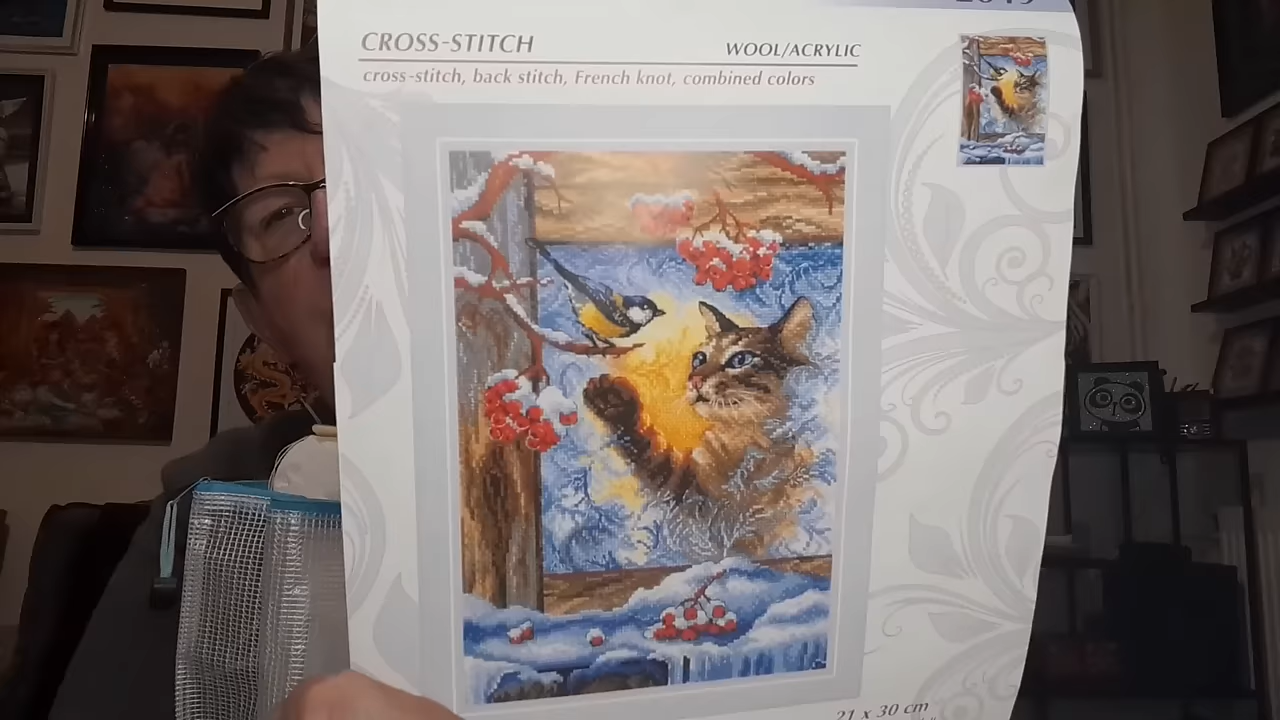 CROSS-STITCH
WOOL/ACRYLIC
cross-stitch, back stitch, French knot, combined colors
21 x 30 cm